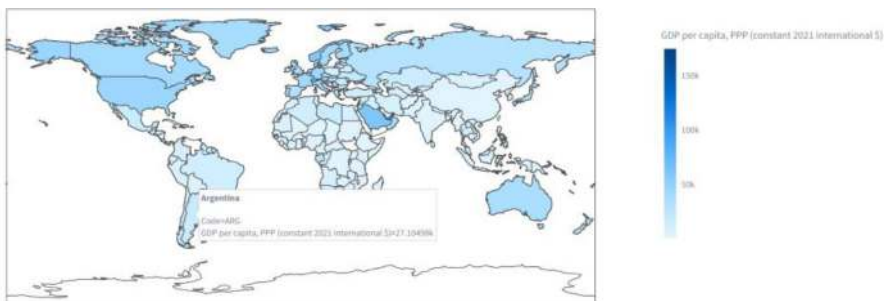 GDP per capita, PPP (constant 2021 international $)
150k
100k
50k
Argentina
Code=ARG
GDP per capita, PPP (constant 2021 international $)=27.10498k